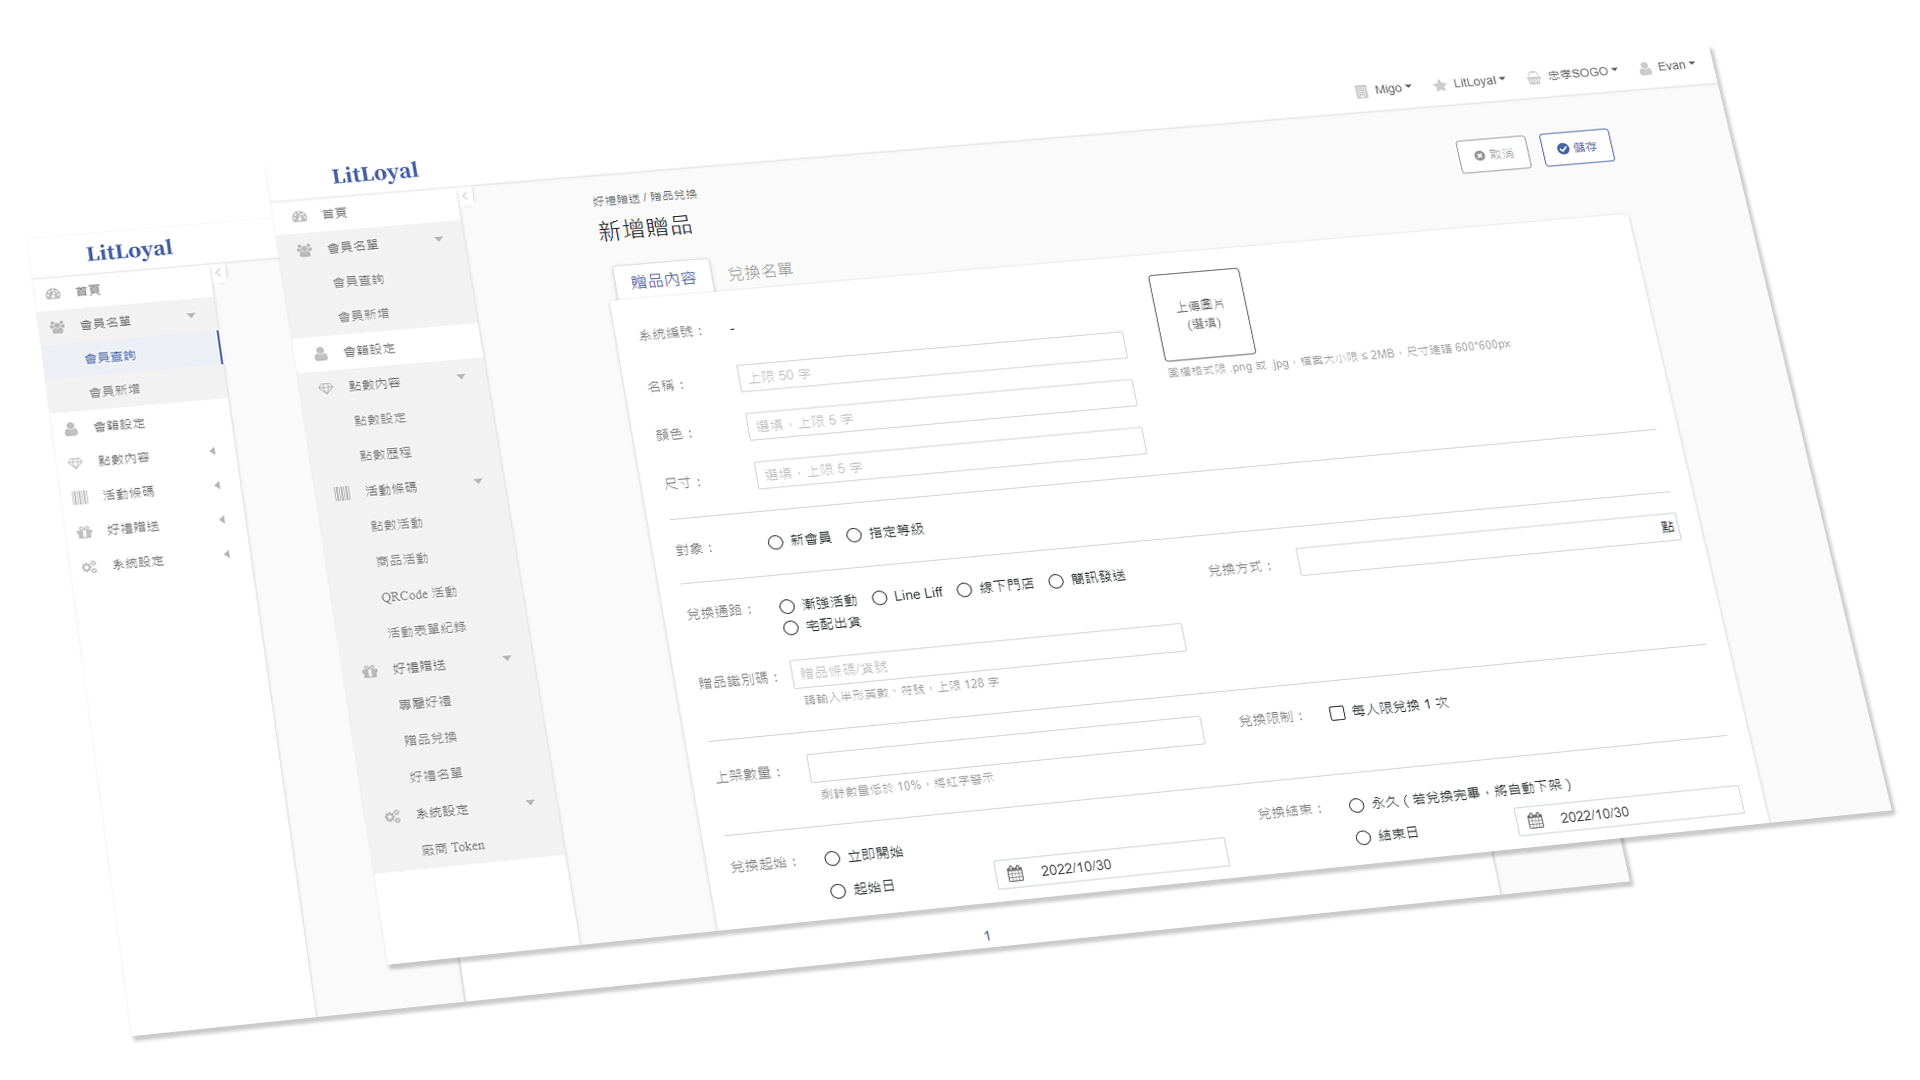 LitLoyal
首頁
會員名單
會員查詢
會員新增
會籍設定
點數內容
活動條碼
好禮贈送
系統設定
LitLoyal
首頁
會員名單
會員查詢
會員新增
會籍設定
點數內容
點數設定
點數歷程
活動條碼
點數活動
商品活動
QRCode 活動
活動表單紀錄
好禮贈送
專屬好禮
贈品兌換
好禮名單
系統設定
廠商 Token
Migo LitLoyal 忠孝SOGO Evan
取消 儲存
好禮贈送 / 贈品兌換
新增贈品
贈品內容 兌換名單
系統編號： -
名稱： 上限 50 字
顏色： 選填，上限 5 字
尺寸： 選填，上限 5 字
上傳圖片
(選填)
圖檔格式限 .png 或 .jpg，檔案大小限 ≤ 2MB，尺寸建議 600*600px
對象： 新會員 指定等級
兌換通路： 漸強活動 Line Liff 線下門店 簡訊發送
宅配出貨
兌換方式： 點
贈品識別碼： 贈品條碼/貨號
請輸入半形英數、符號，上限 128 字
上架數量：
剩餘數量低於 10%，將紅字警示
兌換限制： 每人限兌換 1 次
兌換起始： 立即開始
起始日 2022/10/30
兌換結束： 永久（若兌換完畢，將自動下架）
結束日 2022/10/30
1